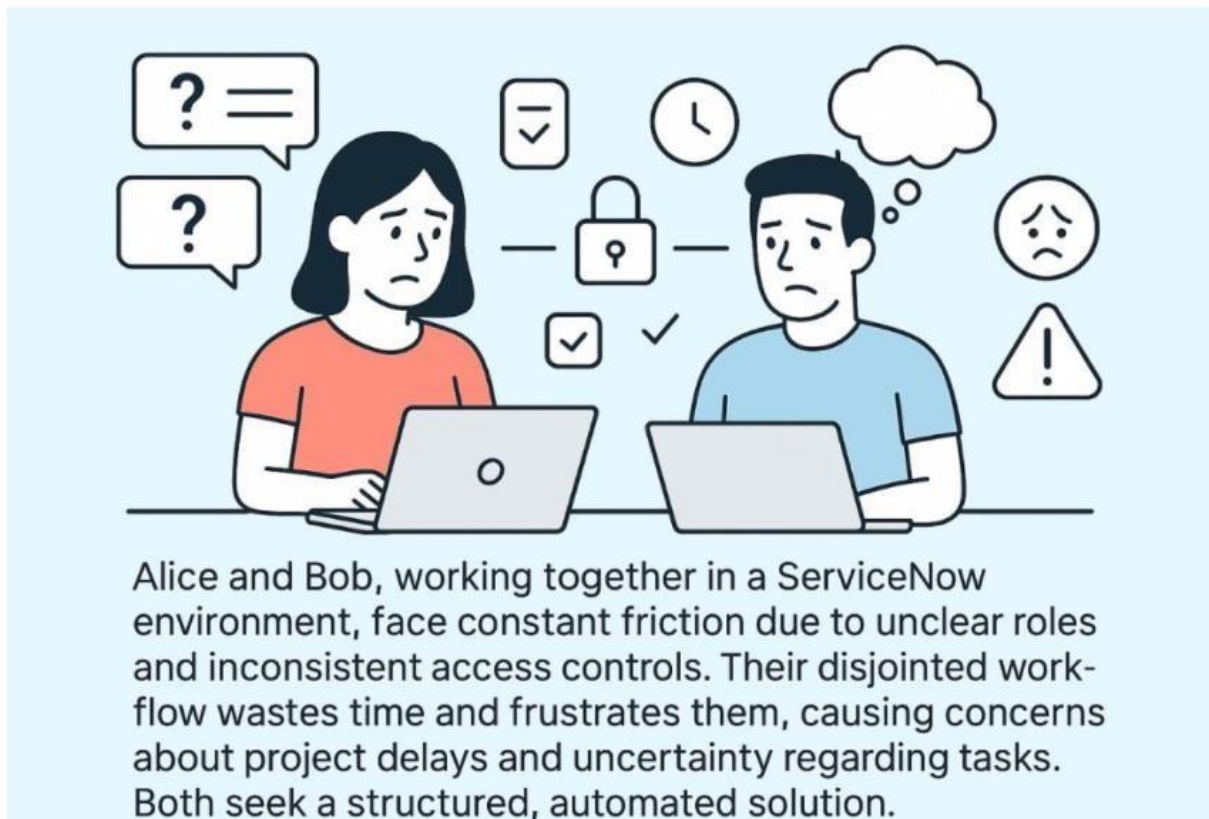 ? 
?
Alice and Bob, working together in a ServiceNow
environment, face constant friction due to unclear roles
and inconsistent access controls. Their disjointed work-
flow wastes time and frustrates them, causing concerns
about project delays and uncertainty regarding tasks.
Both seek a structured, automated solution.